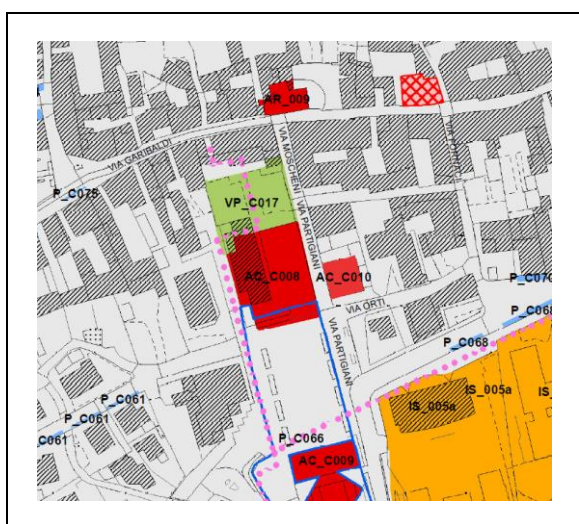 AR_009
VIA GARIBALDI
VIA MOSCHENI
VIA PARTIGIANI
P_C075
VP_C017
AC_C008
AC_C010
VIA ORTI
P_C070
P_C068
VIA PARTIGIANI
P_C068
IS_005a
IS_005a
IS_
P_C061
P_C061
C061
P_C066
AC_C009